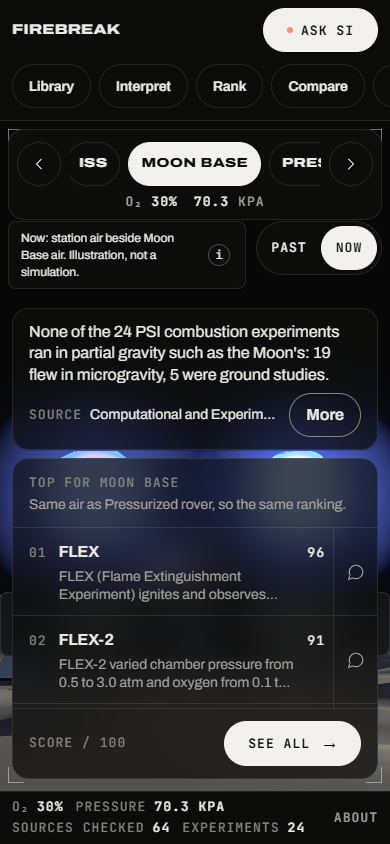 FIREBREAK
ASK SI
Library
Interpret
Rank
Compare
ISS
MOON BASE
O₂ 30% 70.3 KPA
Now: station air beside Moon
Base air. Illustration, not a
simulation.
i
PAST
NOW
None of the 24 PSI combustion experiments
ran in partial gravity such as the Moon's: 19
flew in microgravity, 5 were ground studies.
SOURCE Computational and Experim...
More
TOP FOR MOON BASE
Same air as Pressurized rover, so the same ranking.
01 FLEX 96
FLEX (Flame Extinguishment
Experiment) ignites and observes...
02 FLEX-2 91
FLEX-2 varied chamber pressure from
0.5 to 3.0 atm and oxygen from 0.1 t...
SCORE / 100
SEE ALL →
O₂ 30% PRESSURE 70.3 KPA
SOURCES CHECKED 64 EXPERIMENTS 24
ABOUT